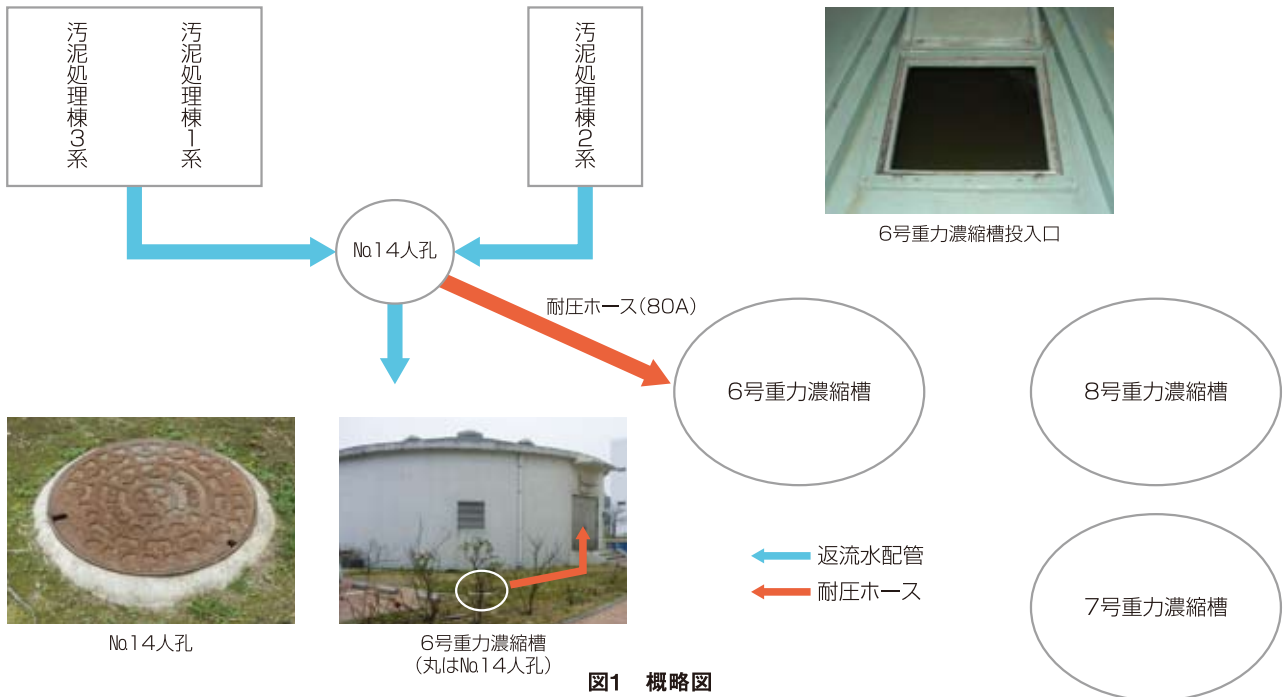 汚泥処理棟3系
汚泥処理棟1系
汚泥処理棟2系
6号重力濃縮槽投入口
№14人孔
耐圧ホース(80A)
6号重力濃縮槽
8号重力濃縮槽
返流水配管
耐圧ホース
7号重力濃縮槽
№14人孔
6号重力濃縮槽
(丸は№14人孔)
図1 概略図